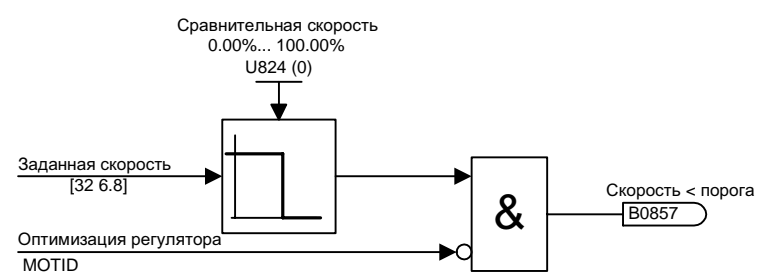 Сравнительная скорость
0.00%... 100.00%
U824 (0)
Заданная скорость
[32 6.8]
&
Скорость < порога
B0857
Оптимизация регулятора
MOTID